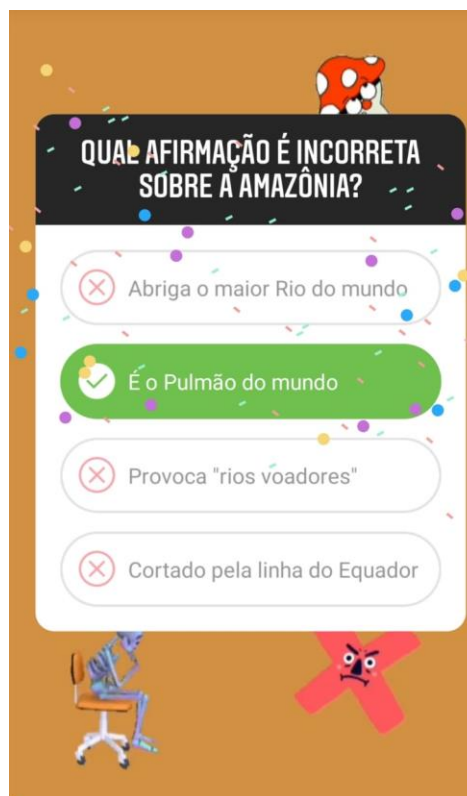 QUAL AFIRMAÇÃO É INCORRETA
SOBRE A AMAZÔNIA?
Abriga o maior Rio do mundo
É o Pulmão do mundo
Provoca "rios voadores"
Cortado pela linha do Equador